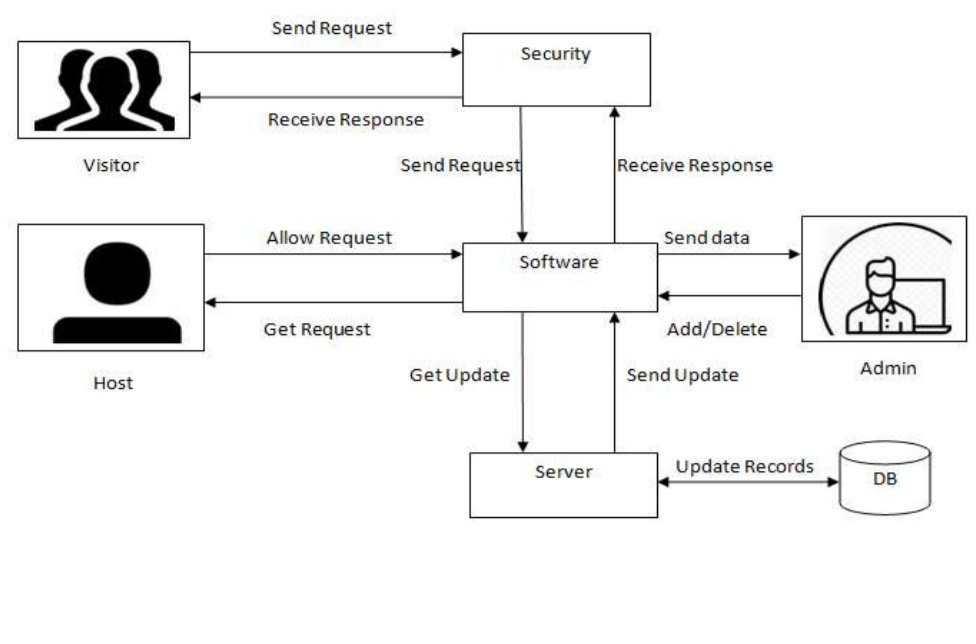 Send Request
Security
Receive Response
Visitor
Send Request
Receive Response
Allow Request
Send data
Software
Get Request
Add/Delete
Host
Admin
Get Update
Send Update
Server
Update Records
DB